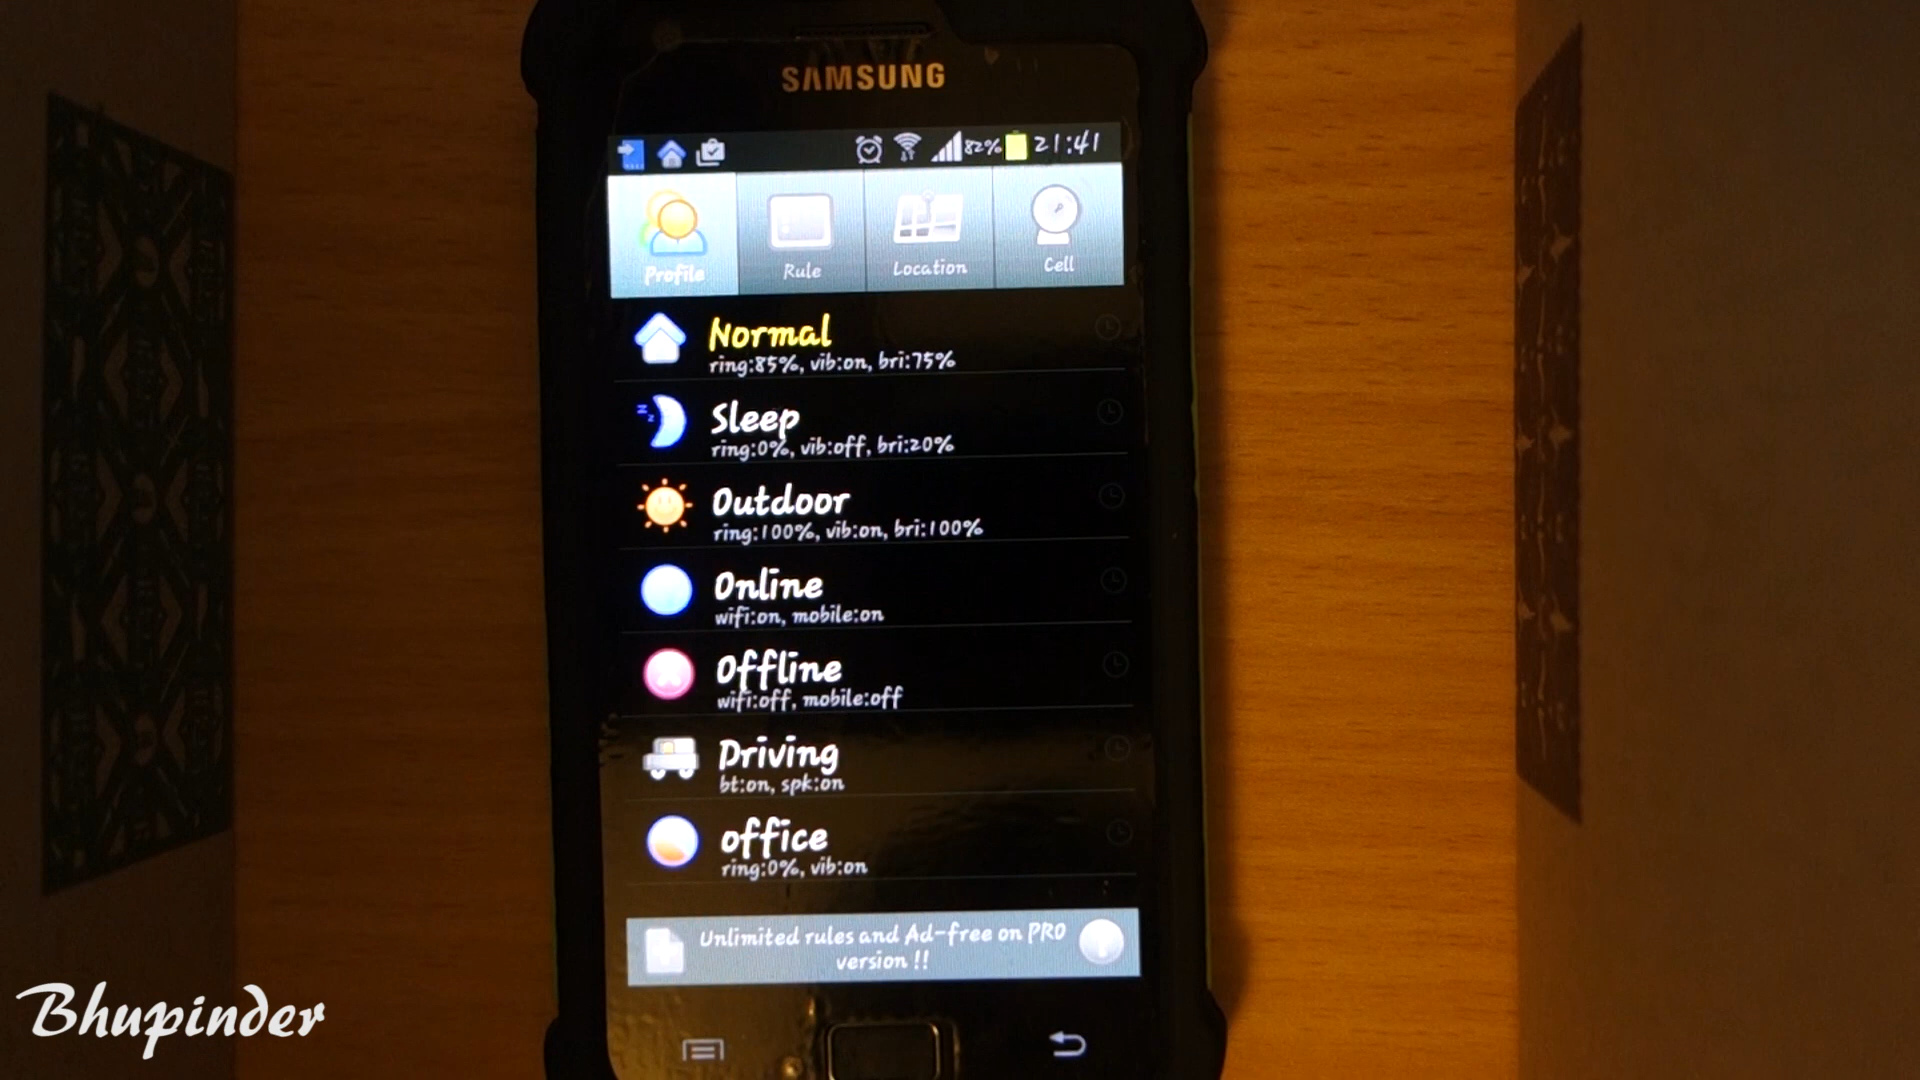 SAMSUNG
82% 21:41
Profile Rule Location Cell
Normal
ring:85%, vib:on, bri:75%
Sleep
ring:0%, vib:off, bri:20%
Outdoor
ring:100%, vib:on, bri:100%
Online
wifi:on, mobile:on
Offline
wifi:off, mobile:off
Driving
bt:on, spk:on
office
ring:0%, vib:on
Unlimited rules and Ad-free on PRO
version !!
Bhupinder